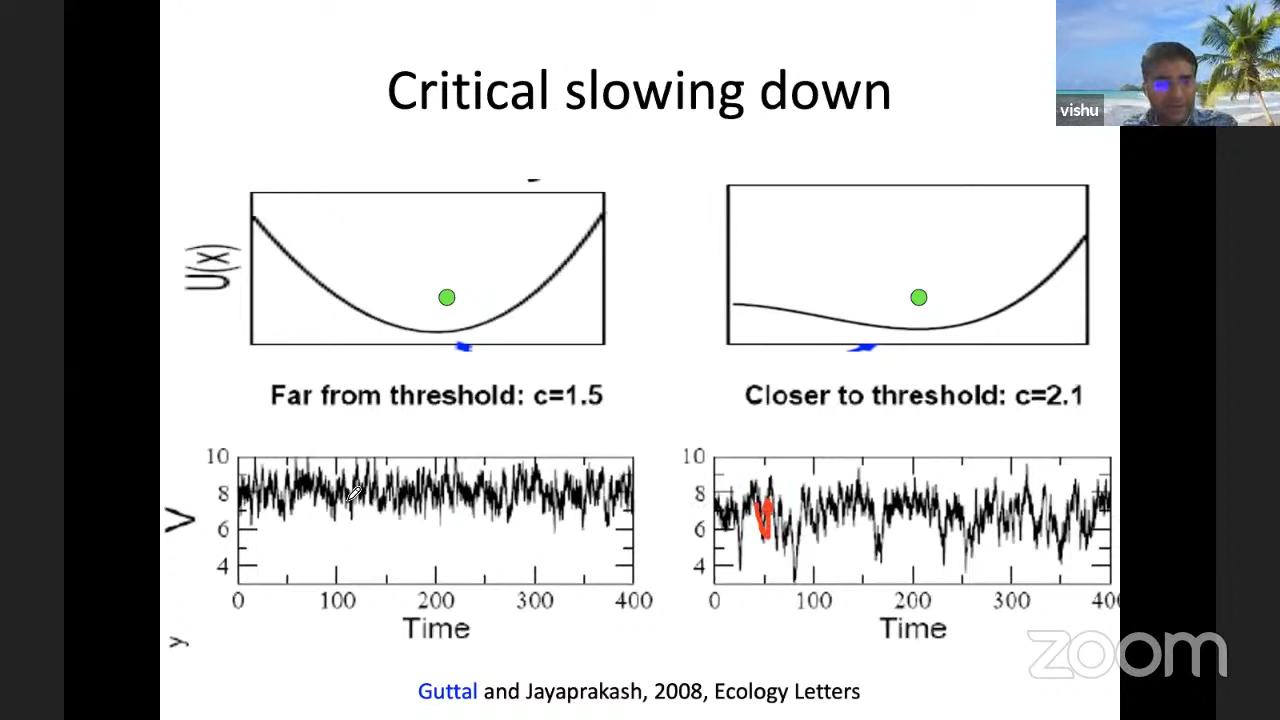 Critical slowing down
vishu
U(x)
Far from threshold: c=1.5
Closer to threshold: c=2.1
10
8
6
4
V
0 100 200 300 400
Time
10
8
6
4
0 100 200 300 40
Time
y
zoom
Guttal and Jayaprakash, 2008, Ecology Letters